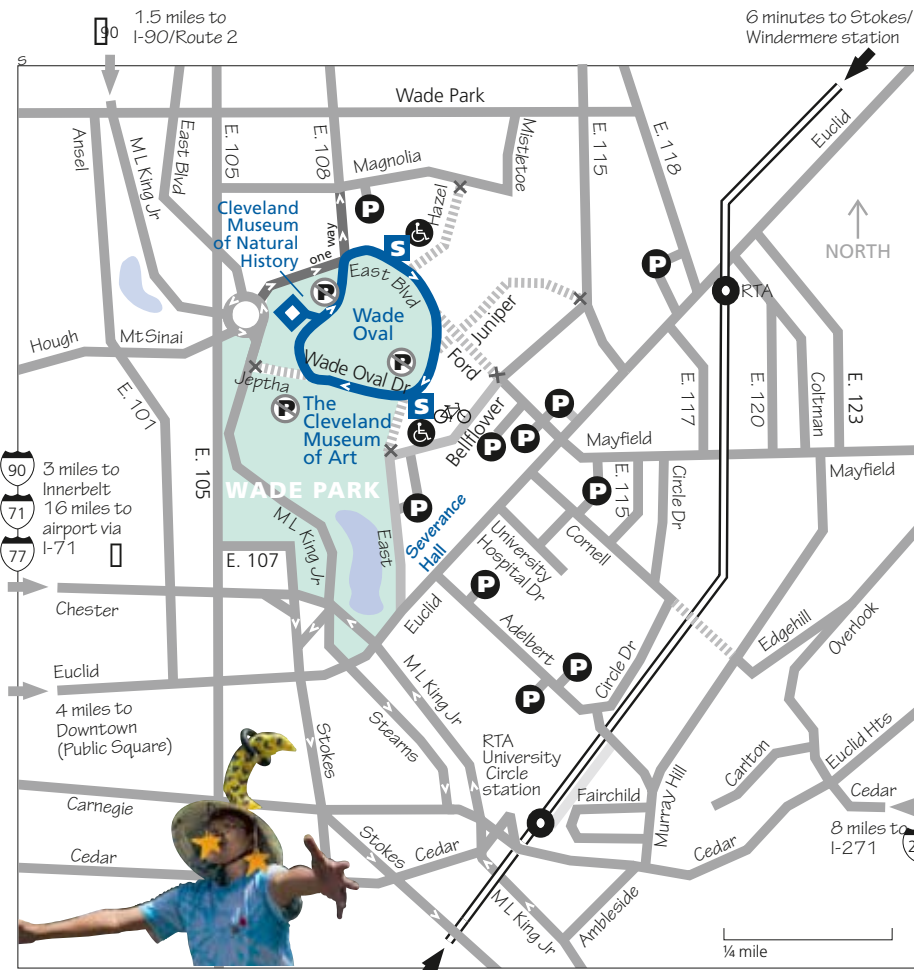 90
1.5 miles to
I-90/Route 2
6 minutes to Stokes/
Windermere station
s
Wade Park
Euclid
Ansel
M L King Jr
East Blvd
E. 105
E. 108
Magnolia
Mistletoe
E. 115
E. 118
Hazel
P
Cleveland
Museum
of Natural
History
one way
S
East Blvd
P
NORTH
P
RTA
Wade
Oval
Juniper
Ford
Hough
Mt Sinai
Wade Oval Dr
P
Jeptha
P
The
Cleveland
Museum
of Art
S
Bellflower
P
P
P
E. 117
E. 120
Coltman
E. 123
Mayfield
Mayfield
E. 101
E. 105
90
71
77
3 miles to
Innerbelt
16 miles to
airport via
I-71
WADE PARK
M L King Jr
East
P
Severance
Hall
P
E. 115
Circle Dr
University
Hospital Dr
Cornell
E. 107
Chester
Euclid
P
Adelbert
P
P
Circle Dr
Edgehill
Overlook
Euclid
4 miles to
Downtown
(Public Square)
M L King Jr
Stearns
Stokes
RTA
University
Circle
station
Fairchild
Murray Hill
Carlton
Euclid Hts
Cedar
8 miles to
I-271
2
Carnegie
Cedar
Stokes
Cedar
Cedar
M L King Jr
Ambleside
¼ mile